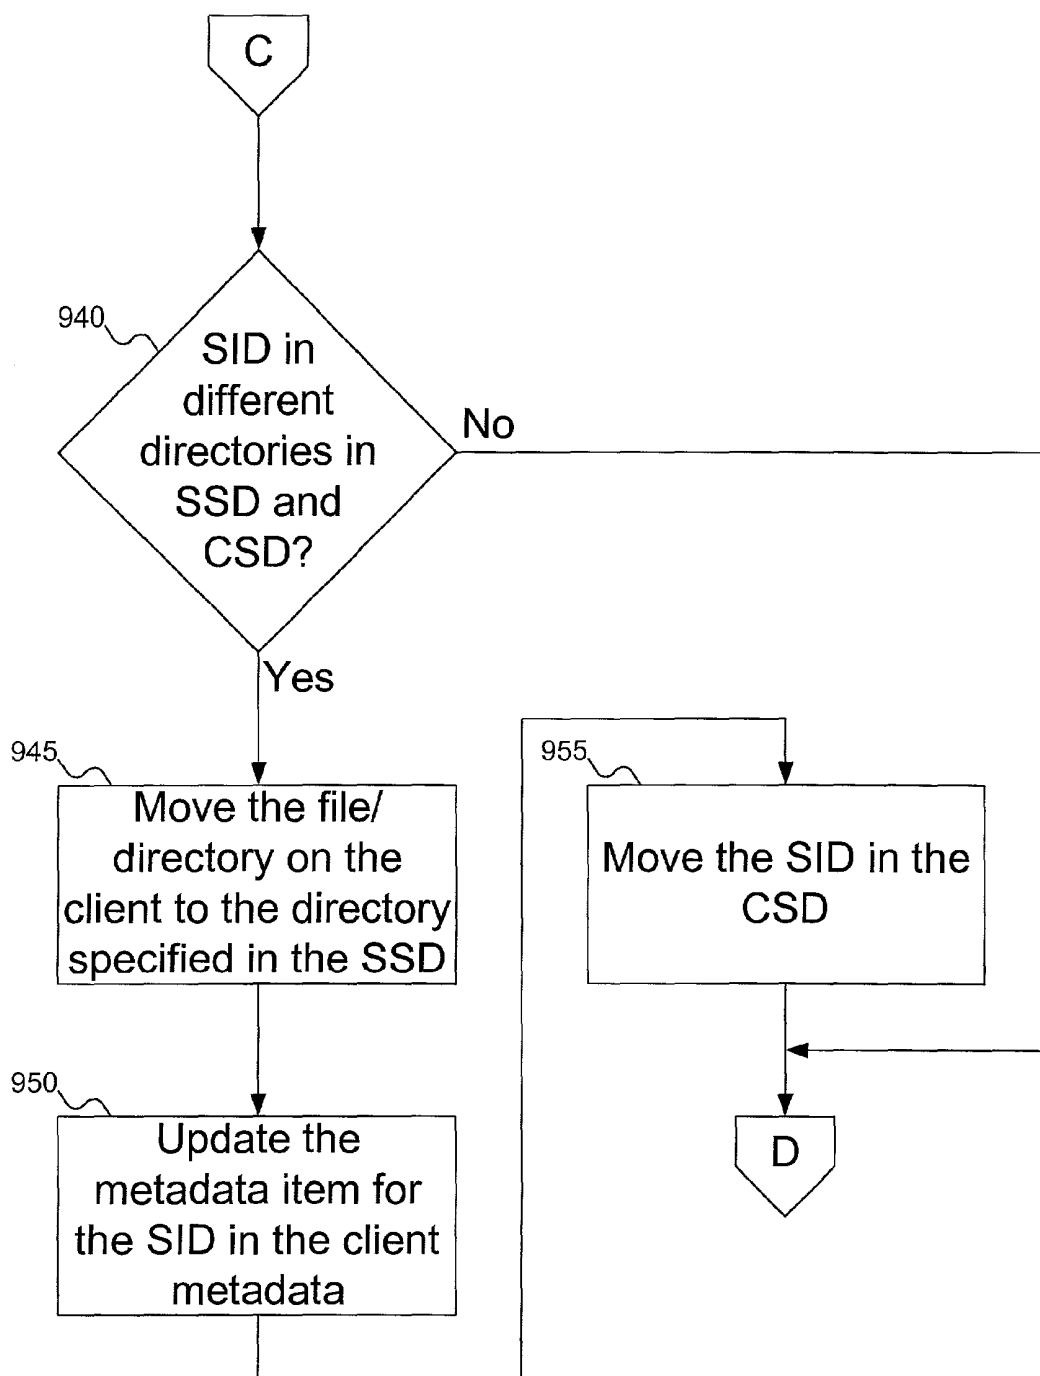 C
940
SID in
different
directories in
SSD and
CSD?
No
Yes
945
Move the file/
directory on the
client to the directory
specified in the SSD
950
Update the
metadata item for
the SID in the client
metadata
955
Move the SID in the
CSD
D